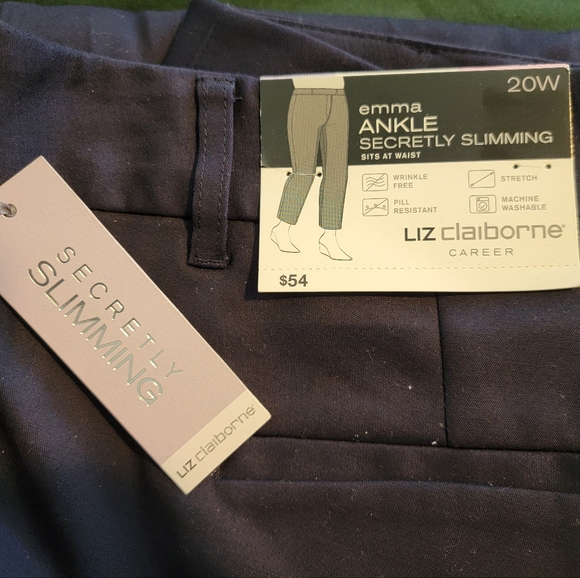 20W
emma
ANKLE
SECRETLY SLIMMING
SITS AT WAIST
WRINKLE
FREE
STRETCH
PILL
RESISTANT
MACHINE
WASHABLE
LIZ claiborne
CAREER
$54
SECRETLY
SLIMMING
LIZ claiborne